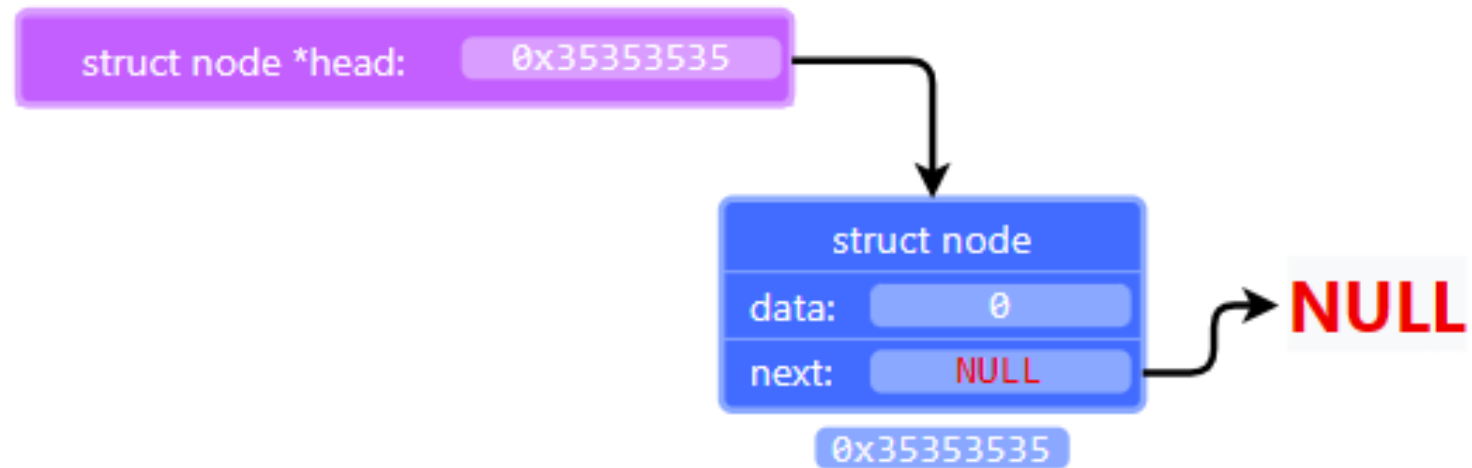 struct node *head: 0x35353535
struct node
data: 0
NULL
next: NULL
0x35353535